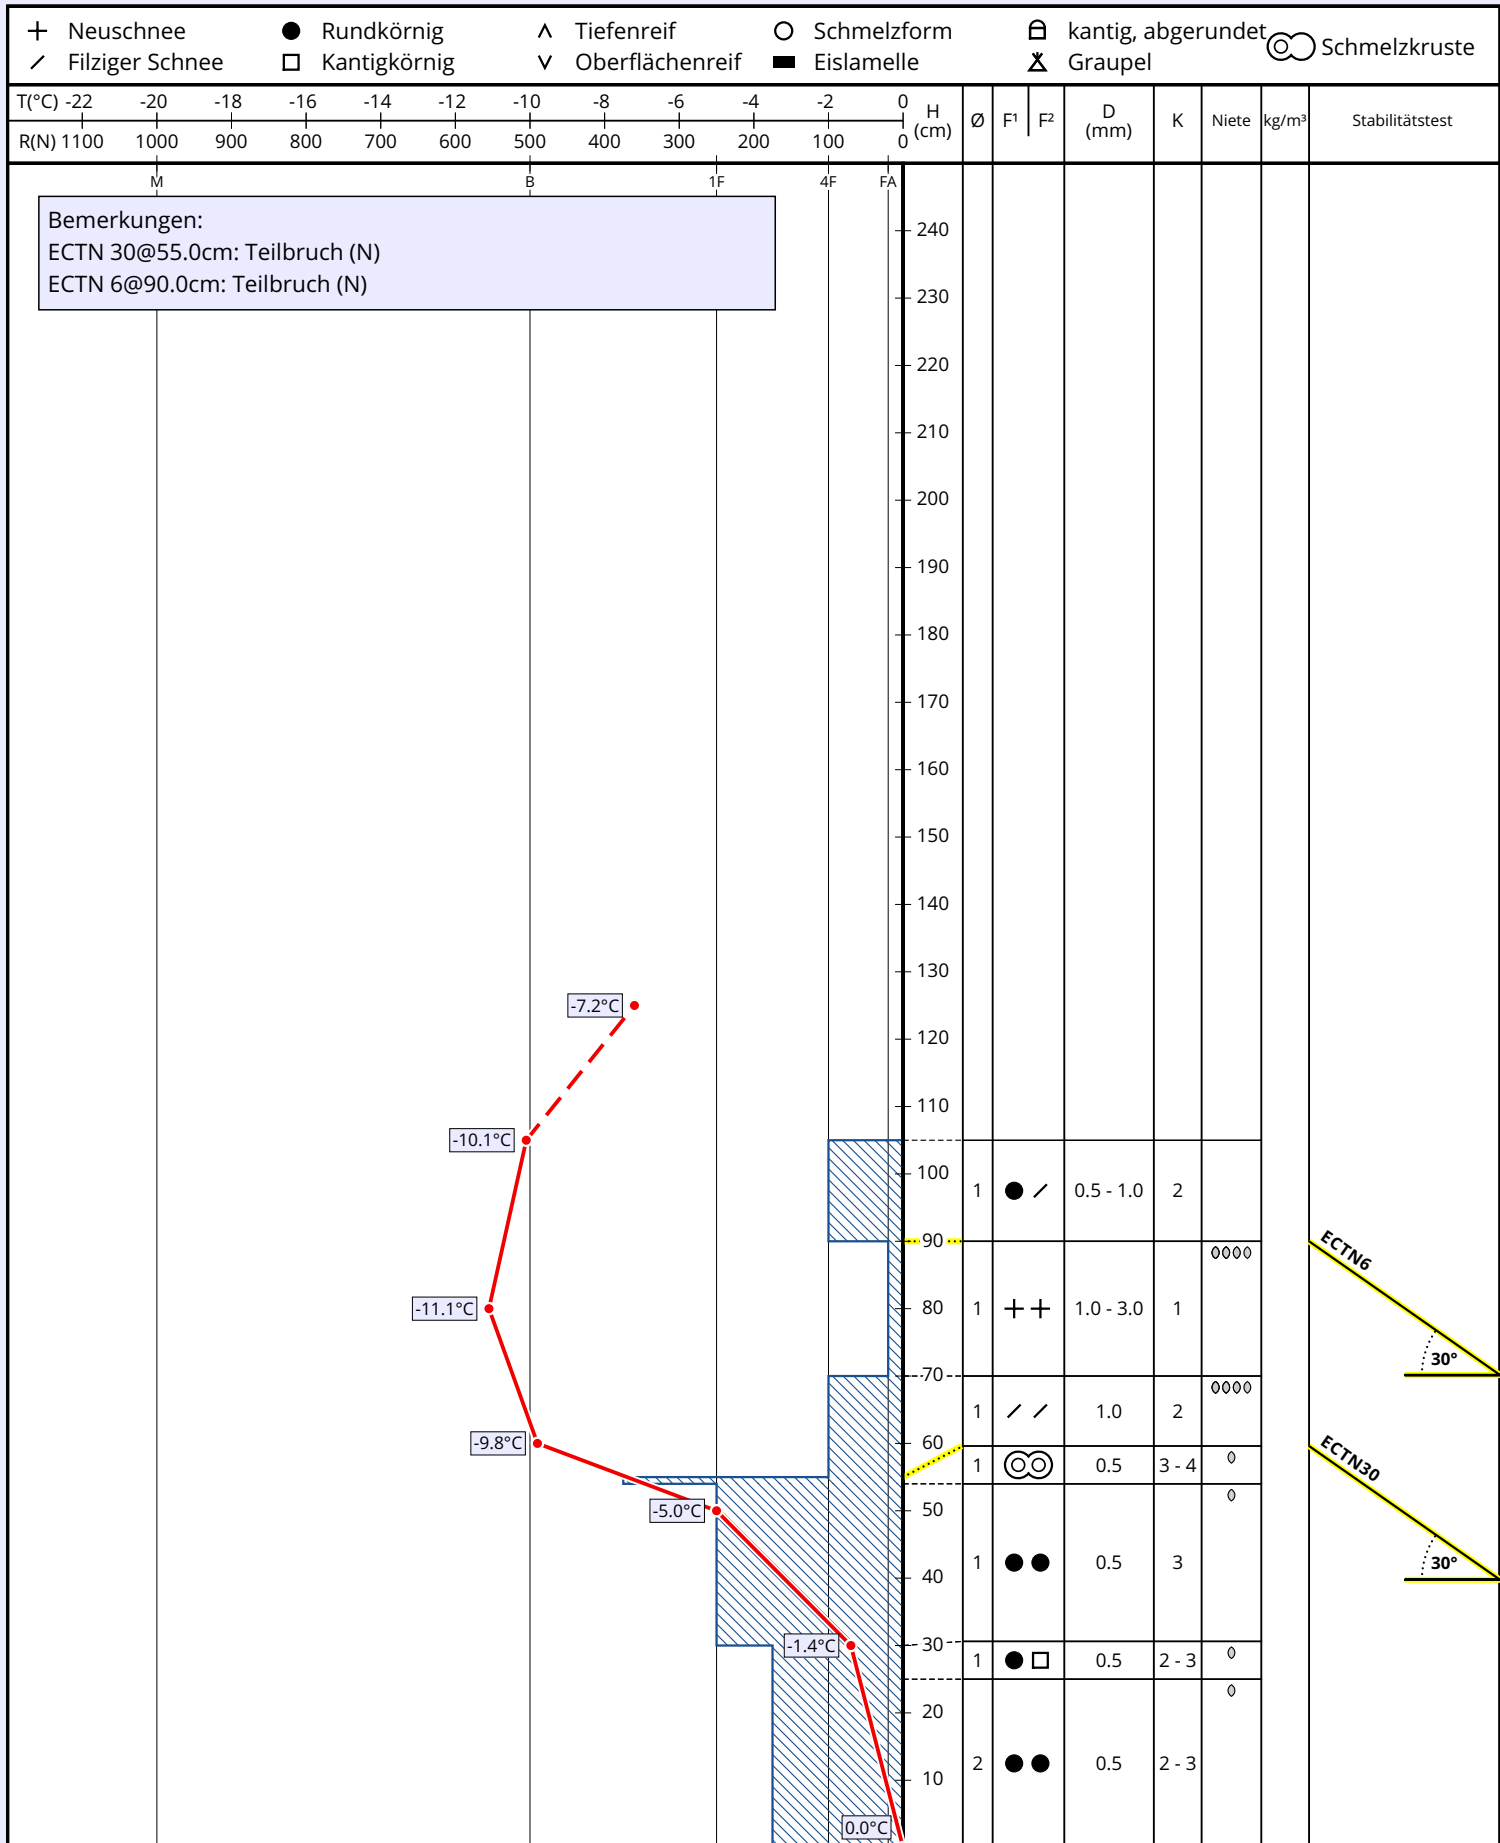 Neuschnee Rundkörnig Tiefenreif Schmelzform kantig, abgerundet Schmelzkruste
Filziger Schnee Kantigkörnig Oberflächenreif Eislamelle Graupel
T(°C) -22 -20 -18 -16 -14 -12 -10 -8 -6 -4 -2 0
R(N) 1100 1000 900 800 700 600 500 400 300 200 100 0
H (cm) Ø F¹ F² D (mm) K Niete kg/m³ Stabilitätstest
M B 1F 4F FA
Bemerkungen:
ECTN 30@55.0cm: Teilbruch (N)
ECTN 6@90.0cm: Teilbruch (N)
240
230
220
210
200
190
180
170
160
150
140
130
-7.2°C
120
110
-10.1°C
100
1 0.5 - 1.0 2
90
ECTN6
-11.1°C 80 1 1.0 - 3.0 1
30°
70
1 1.0 2
-9.8°C 60
ECTN30
1 0.5 3 - 4
-5.0°C 50
1 0.5 3
30°
40
-1.4°C 30
1 0.5 2 - 3
20
2 0.5 2 - 3
10
0.0°C